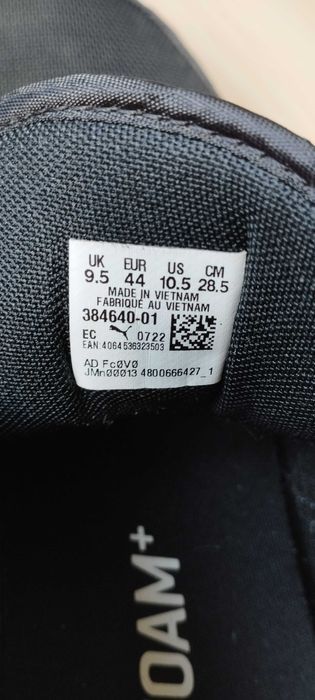 UK EUR US CM
9.5 44 10.5 28.5
MADE IN VIETNAM
FABRIQUÉ AU VIETNAM
384640-01
EC 0722
EAN:4064536323503
AD Fc0V0
JMn00013 4800666427_1
OAM+